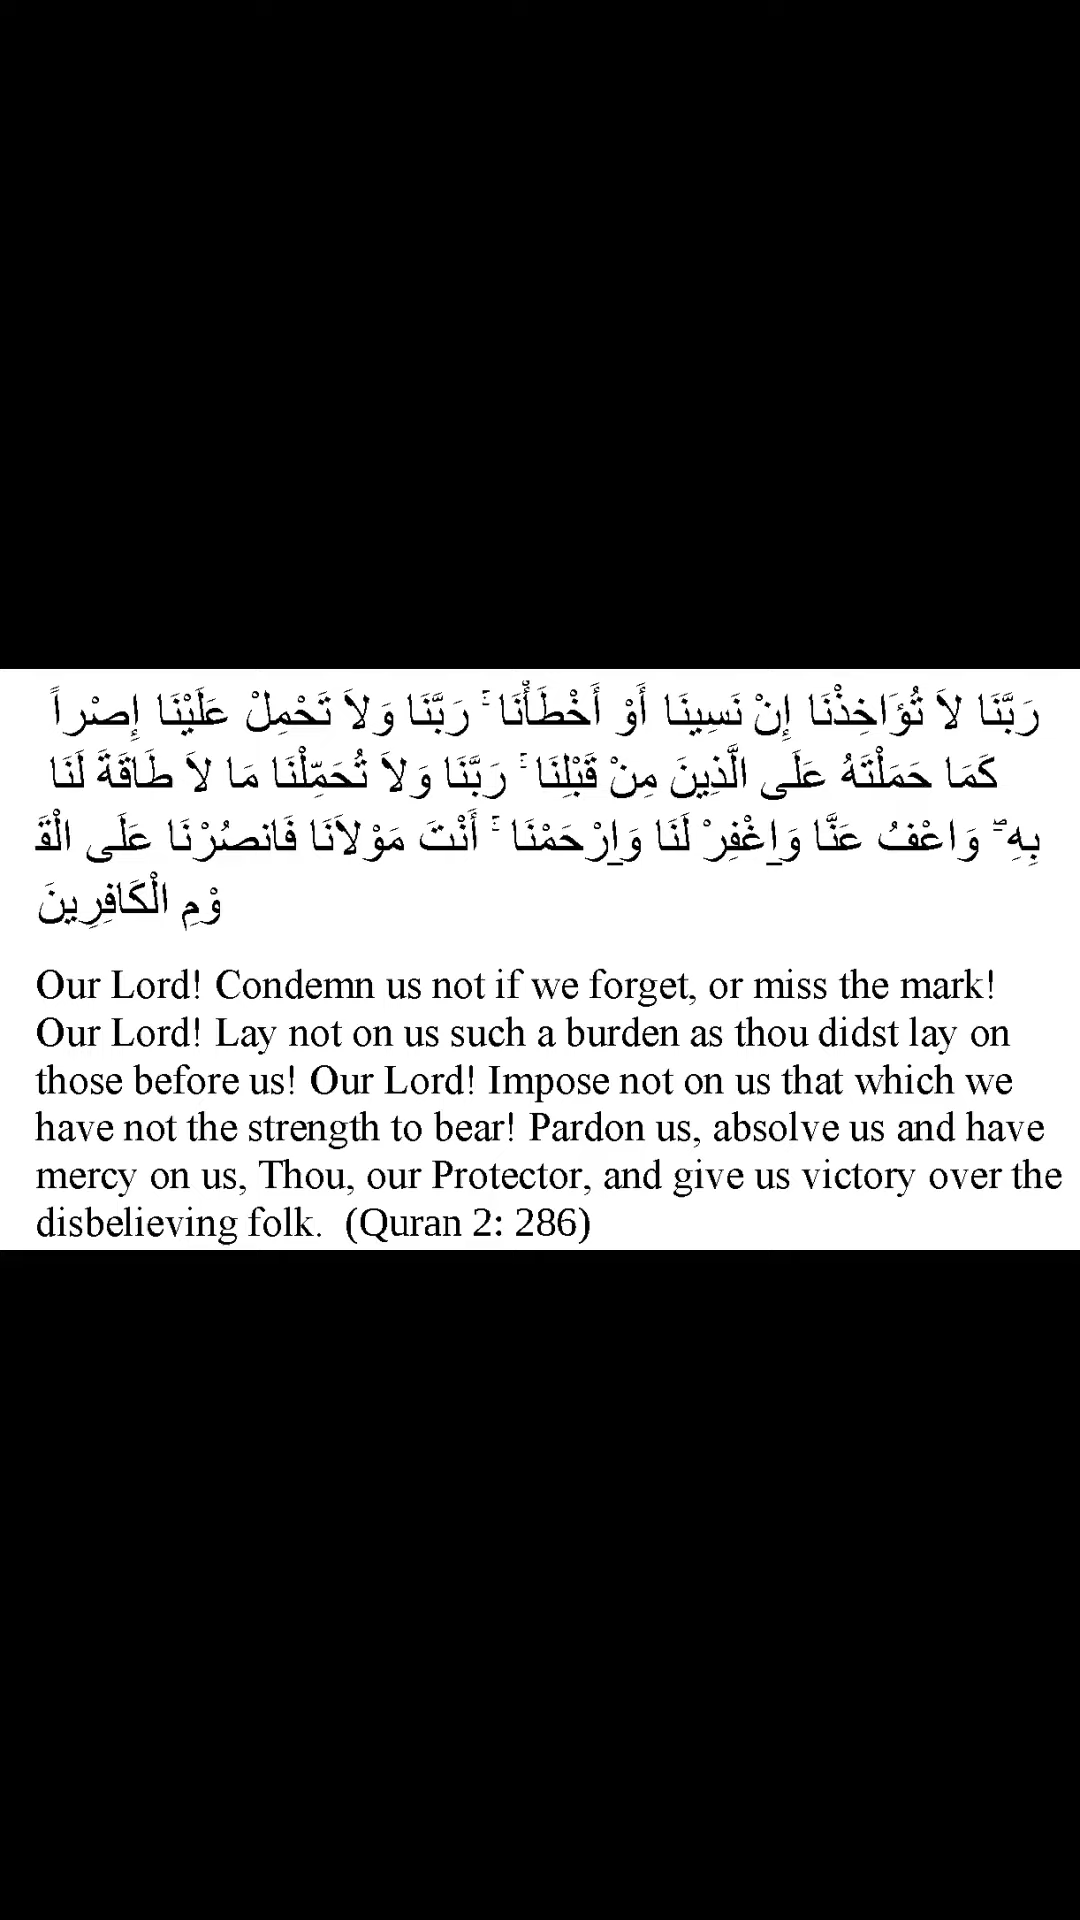 رَبَّنَا لاَ تُؤَاخِذْنَا إِنْ نَسِينَا أَوْ أَخْطَأْنَا ۚ رَبَّنَا وَلاَ تَحْمِلْ عَلَيْنَا إِصْراً
كَمَا حَمَلْتَهُ عَلَى الَّذِينَ مِنْ قَبْلِنَا ۚ رَبَّنَا وَلاَ تُحَمِّلْنَا مَا لاَ طَاقَةَ لَنَا
بِهِ ۖ وَاعْفُ عَنَّا وَاِغْفِرْ لَنَا وَاِرْحَمْنَا ۚ أَنْتَ مَوْلاَنَا فَانصُرْنَا عَلَى الْقَ
وْمِ الْكَافِرِينَ
Our Lord! Condemn us not if we forget, or miss the mark!
Our Lord! Lay not on us such a burden as thou didst lay on
those before us! Our Lord! Impose not on us that which we
have not the strength to bear! Pardon us, absolve us and have
mercy on us, Thou, our Protector, and give us victory over the
disbelieving folk.  (Quran 2: 286)